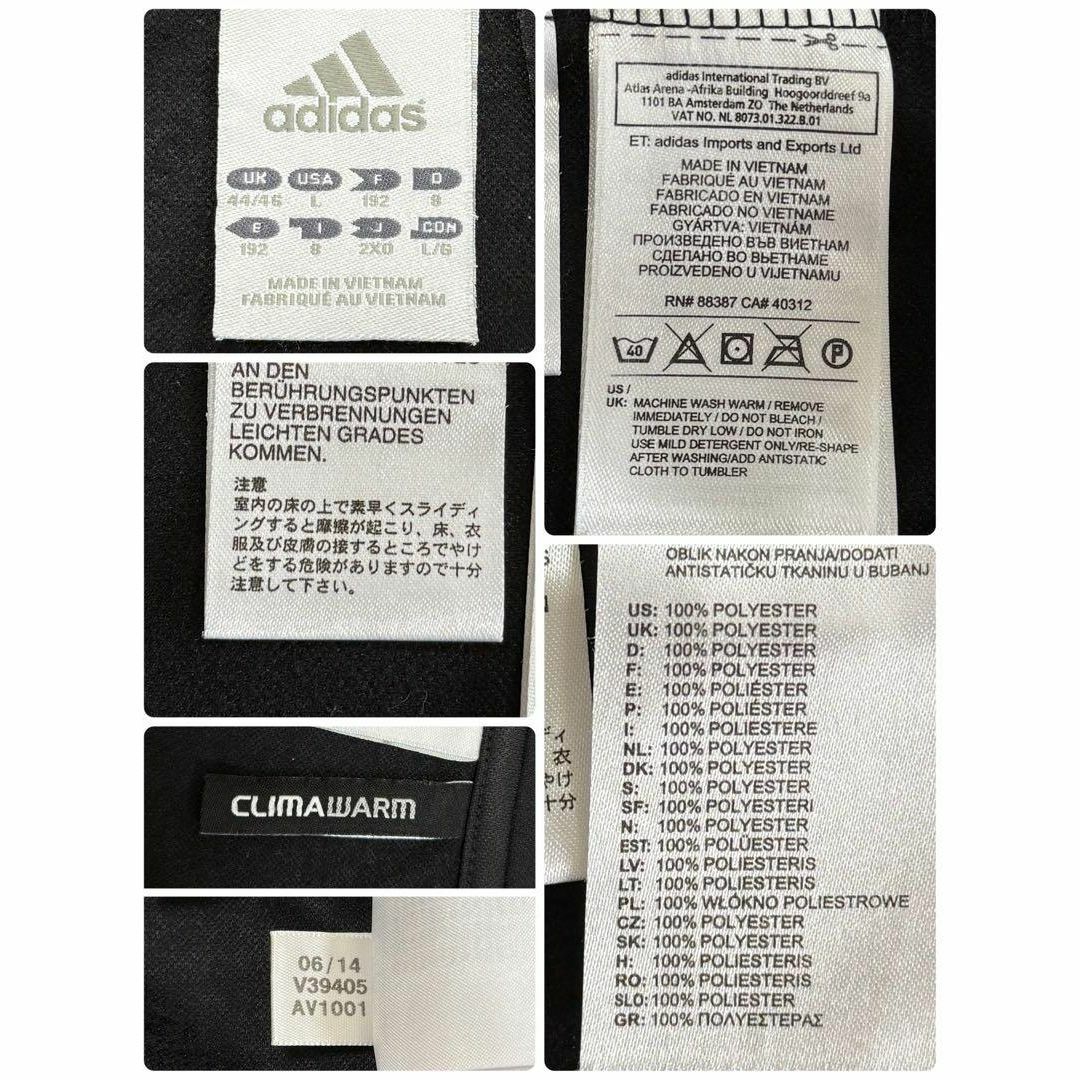 adidas
UK USA F D
44/46 L 192 8
E I J CDN
192 8 2XO L/G
MADE IN VIETNAM
FABRIQUÉ AU VIETNAM
AN DEN
BERÜHRUNGSPUNKTEN
ZU VERBRENNUNGEN
LEICHTEN GRADES
KOMMEN.
注意
室内の床の上で素早くスライディ
ングすると摩擦が起こり、床、衣
服及び皮膚の接するところでやけ
どをする危険がありますので十分
注意して下さい。
CLIMAWARM
06/14
V39405
AV1001
adidas International Trading BV
Atlas Arena -Afrika Building Hoogoorddreef 9a
1101 BA Amsterdam ZO The Netherlands
VAT NO. NL 8073.01.322.B.01
ET: adidas Imports and Exports Ltd
MADE IN VIETNAM
FABRIQUÉ AU VIETNAM
FABRICADO EN VIETNAM
FABRICADO NO VIETNAME
GYÁRTVA: VIETNÁM
ПРОИЗВЕДЕНО ВЪВ ВИЕТНАМ
СДЕЛАНО ВО ВЬЕТНАМЕ
PROIZVEDENO U VIJETNAMU
RN# 88387 CA# 40312
40 P
US /
UK: MACHINE WASH WARM / REMOVE
IMMEDIATELY / DO NOT BLEACH /
TUMBLE DRY LOW / DO NOT IRON
USE MILD DETERGENT ONLY/RE-SHAPE
AFTER WASHING/ADD ANTISTATIC
CLOTH TO TUMBLER
OBLIK NAKON PRANJA/DODATI
ANTISTATIČKU TKANINU U BUBANJ
US: 100% POLYESTER
UK: 100% POLYESTER
D: 100% POLYESTER
F: 100% POLYESTER
E: 100% POLIÉSTER
P: 100% POLIÉSTER
I: 100% POLIESTERE
NL: 100% POLYESTER
DK: 100% POLYESTER
S: 100% POLYESTER
SF: 100% POLYESTERI
N: 100% POLYESTER
EST: 100% POLÜESTER
LV: 100% POLIESTERIS
LT: 100% POLIESTERIS
PL: 100% WŁÓKNO POLIESTROWE
CZ: 100% POLYESTER
SK: 100% POLYESTER
H: 100% POLIESTERIS
RO: 100% POLIESTERIS
SLO: 100% POLIESTER
GR: 100% ΠΟΛΥΕΣΤΕΡΑΣ
ィ
衣
やけ
十分